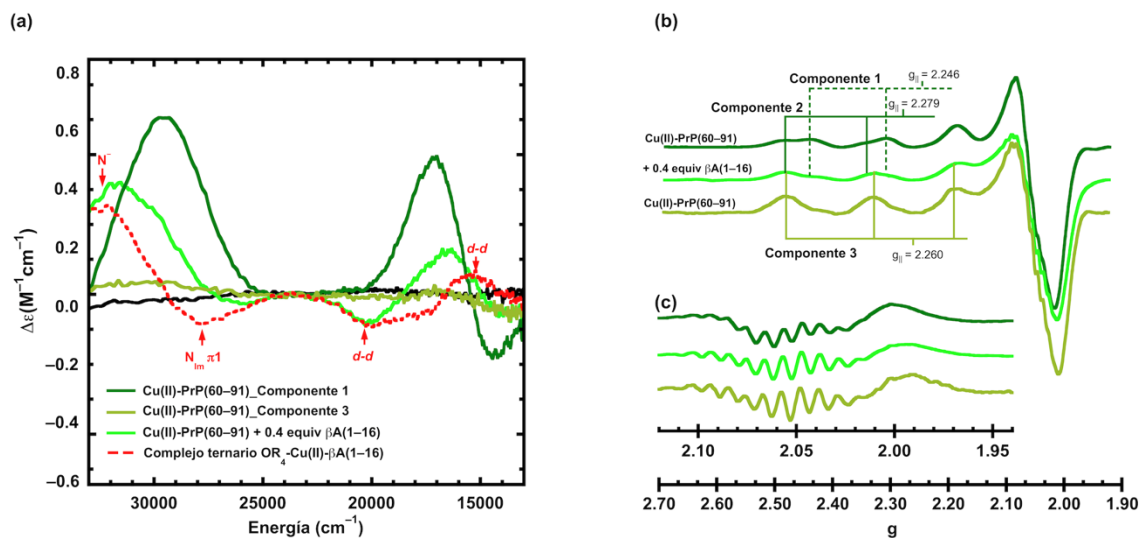 (a)
0.8
0.6
0.4
0.2
0.0
−0.2
−0.4
−0.6
Δε(M⁻¹cm⁻¹)
N⁻
N_Im π1
d-d
d-d
Cu(II)-PrP(60–91)_Componente 1
Cu(II)-PrP(60–91)_Componente 3
Cu(II)-PrP(60–91) + 0.4 equiv βA(1–16)
Complejo ternario OR₄-Cu(II)-βA(1–16)
30000 20000 15000
Energía (cm⁻¹)
(b)
Componente 1
g|| = 2.246
Componente 2
g|| = 2.279
Cu(II)-PrP(60–91)
+ 0.4 equiv βA(1–16)
Cu(II)-PrP(60–91)
Componente 3
g|| = 2.260
(c)
2.10 2.05 2.00 1.95
2.70 2.60 2.50 2.40 2.30 2.20 2.10 2.00 1.90
g